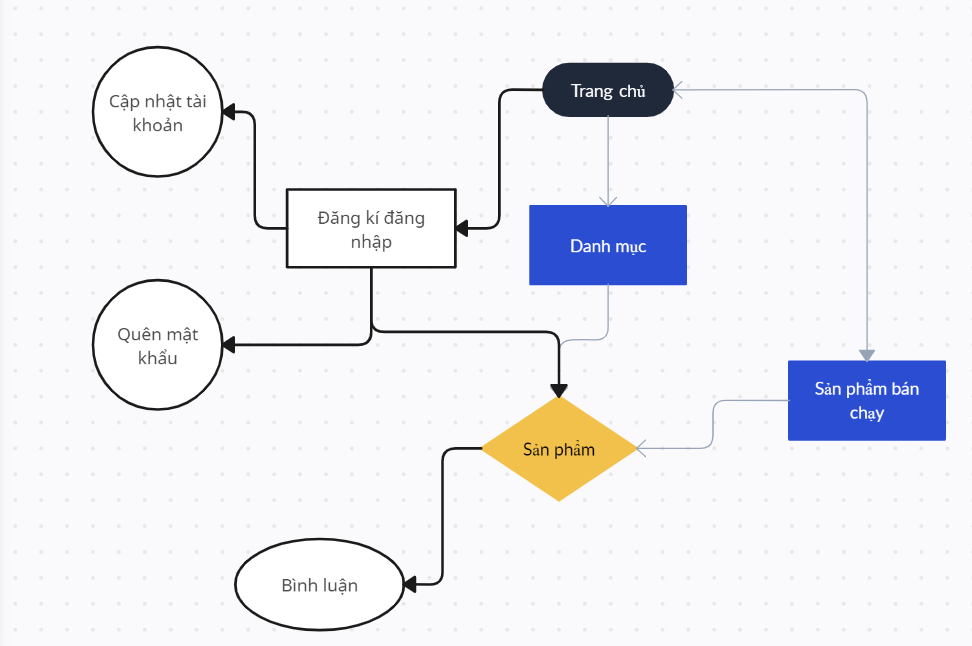 Trang chủ
Cập nhật tài
khoản
Đăng kí đăng
nhập
Danh mục
Quên mật
khẩu
Sản phẩm bán
chạy
Sản phẩm
Bình luận